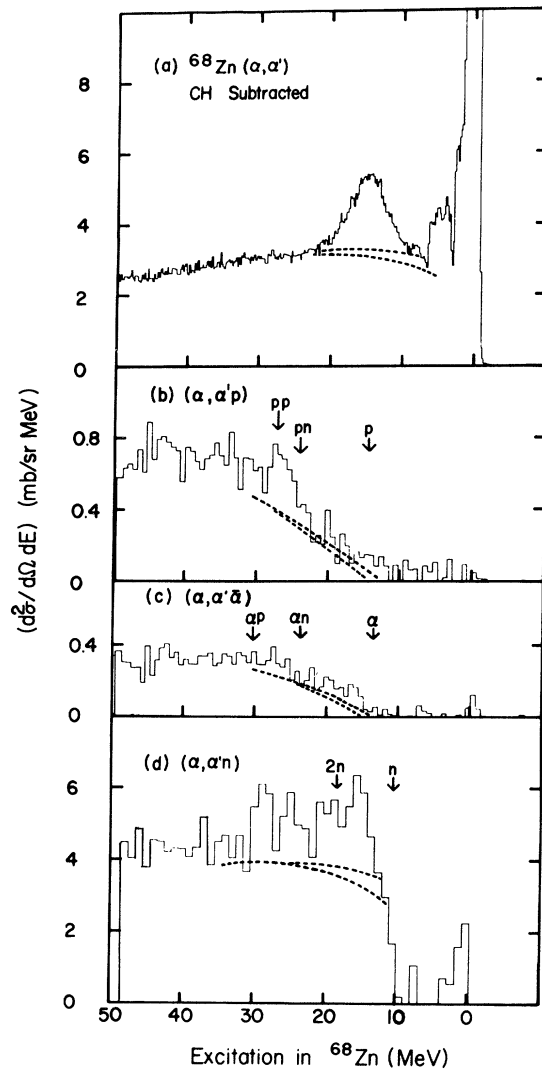 (a) ⁶⁸Zn (α,α')
CH Subtracted
8
6
4
2
0
(b) (α,α'p)
pp
pn
p
0.8
0.4
0
(c) (α,α'ᾱ)
αp
αn
α
0.4
0
(d) (α,α'n)
2n
n
6
4
2
0
50 40 30 20 10 0
Excitation in ⁶⁸Zn (MeV)
(d²σ/dΩdE) (mb/sr MeV)